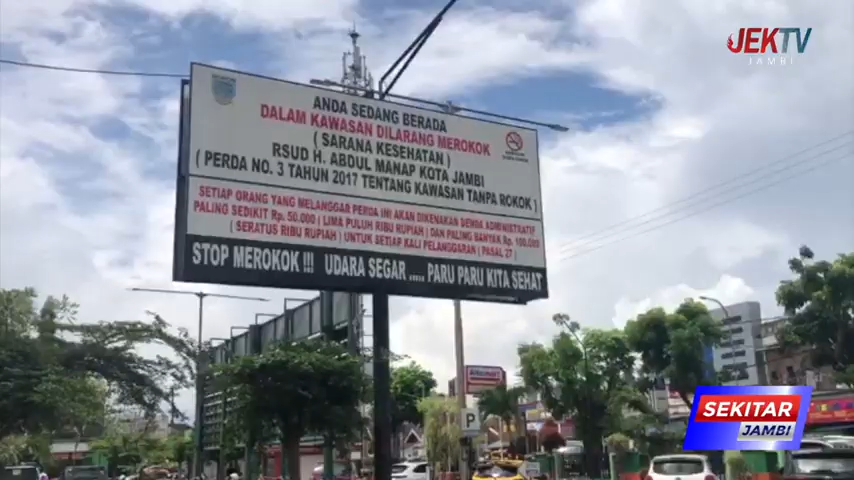 JEKTV
JAMBI
ANDA SEDANG BERADA
DALAM KAWASAN DILARANG MEROKOK
( SARANA KESEHATAN )
RSUD H. ABDUL MANAP KOTA JAMBI
( PERDA NO. 3 TAHUN 2017 TENTANG KAWASAN TANPA ROKOK )
SETIAP ORANG YANG MELANGGAR PERDA INI AKAN DIKENAKAN DENDA ADMINISTRATIF
PALING SEDIKIT Rp. 50.000 ( LIMA PULUH RIBU RUPIAH ) DAN PALING BANYAK Rp. 100.000
( SERATUS RIBU RUPIAH ) UNTUK SETIAP KALI PELANGGARAN ( PASAL 27 )
STOP MEROKOK !!! UDARA SEGAR .... PARU PARU KITA SEHAT
P
SEKITAR
JAMBI